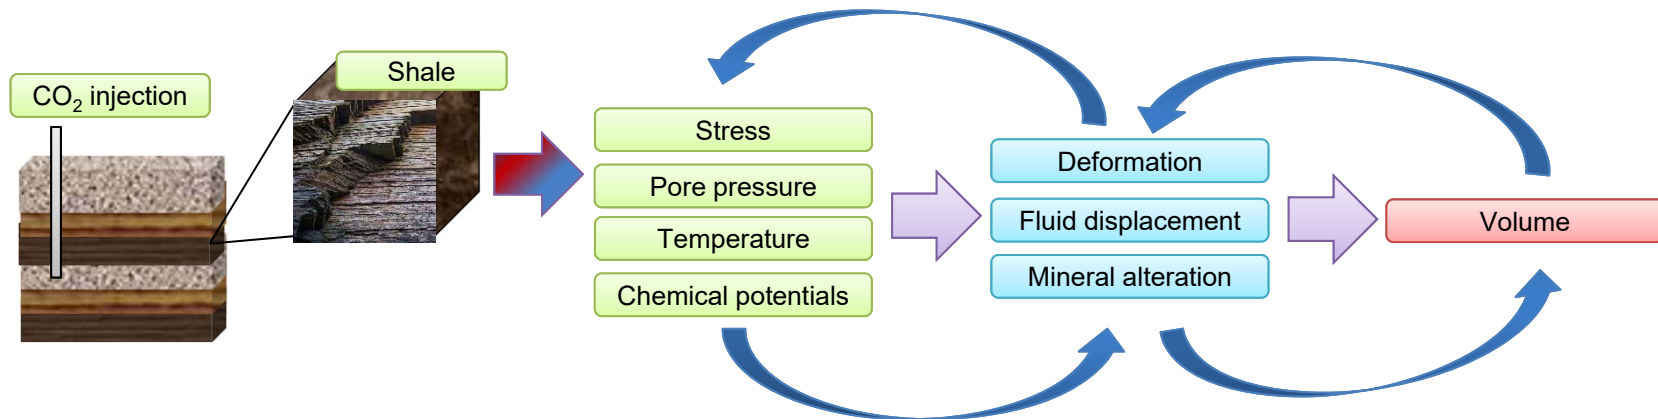 CO₂ injection
Shale
Stress
Pore pressure
Temperature
Chemical potentials
Deformation
Fluid displacement
Mineral alteration
Volume